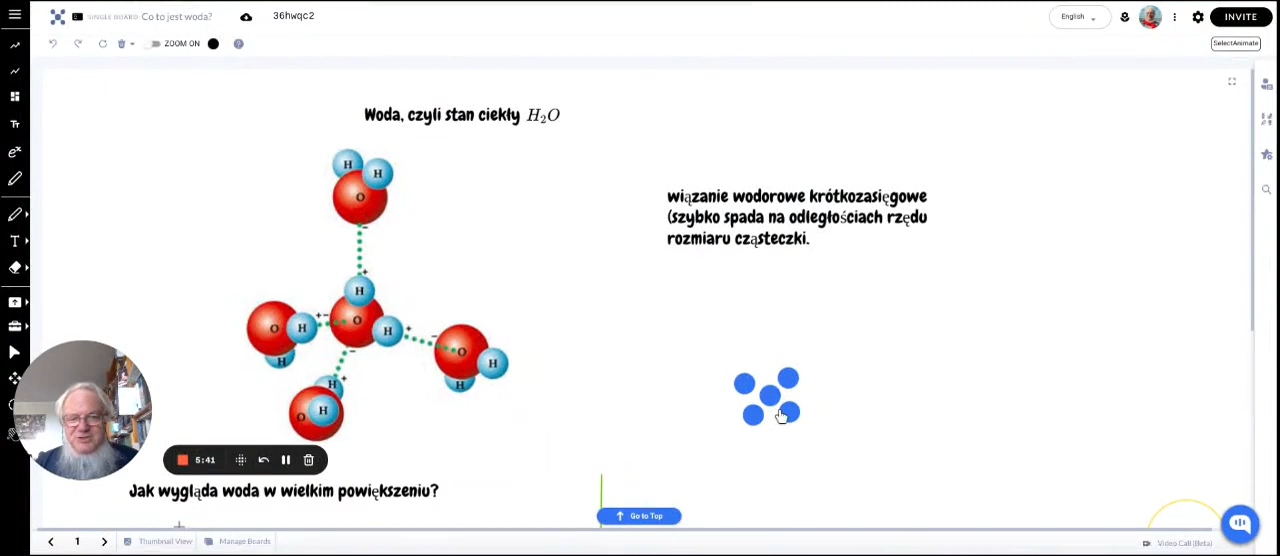 SINGLE BOARD: Co to jest woda?
36hwqc2
English
INVITE
ZOOM ON
SelectAnimate
Woda, czyli stan ciekły H₂O
H
H
O
wiązanie wodorowe krótkozasięgowe
(szybko spada na odległościach rzędu
rozmiaru cząsteczki.
−
+
H
O
H
+−
O
H
+
−
H
O
H
H
−
O
H
H
+
H
O
H
5:41
Jak wygląda woda w wielkim powiększeniu?
Go to Top
1
Thumbnail View
Manage Boards
Video Call (Beta)